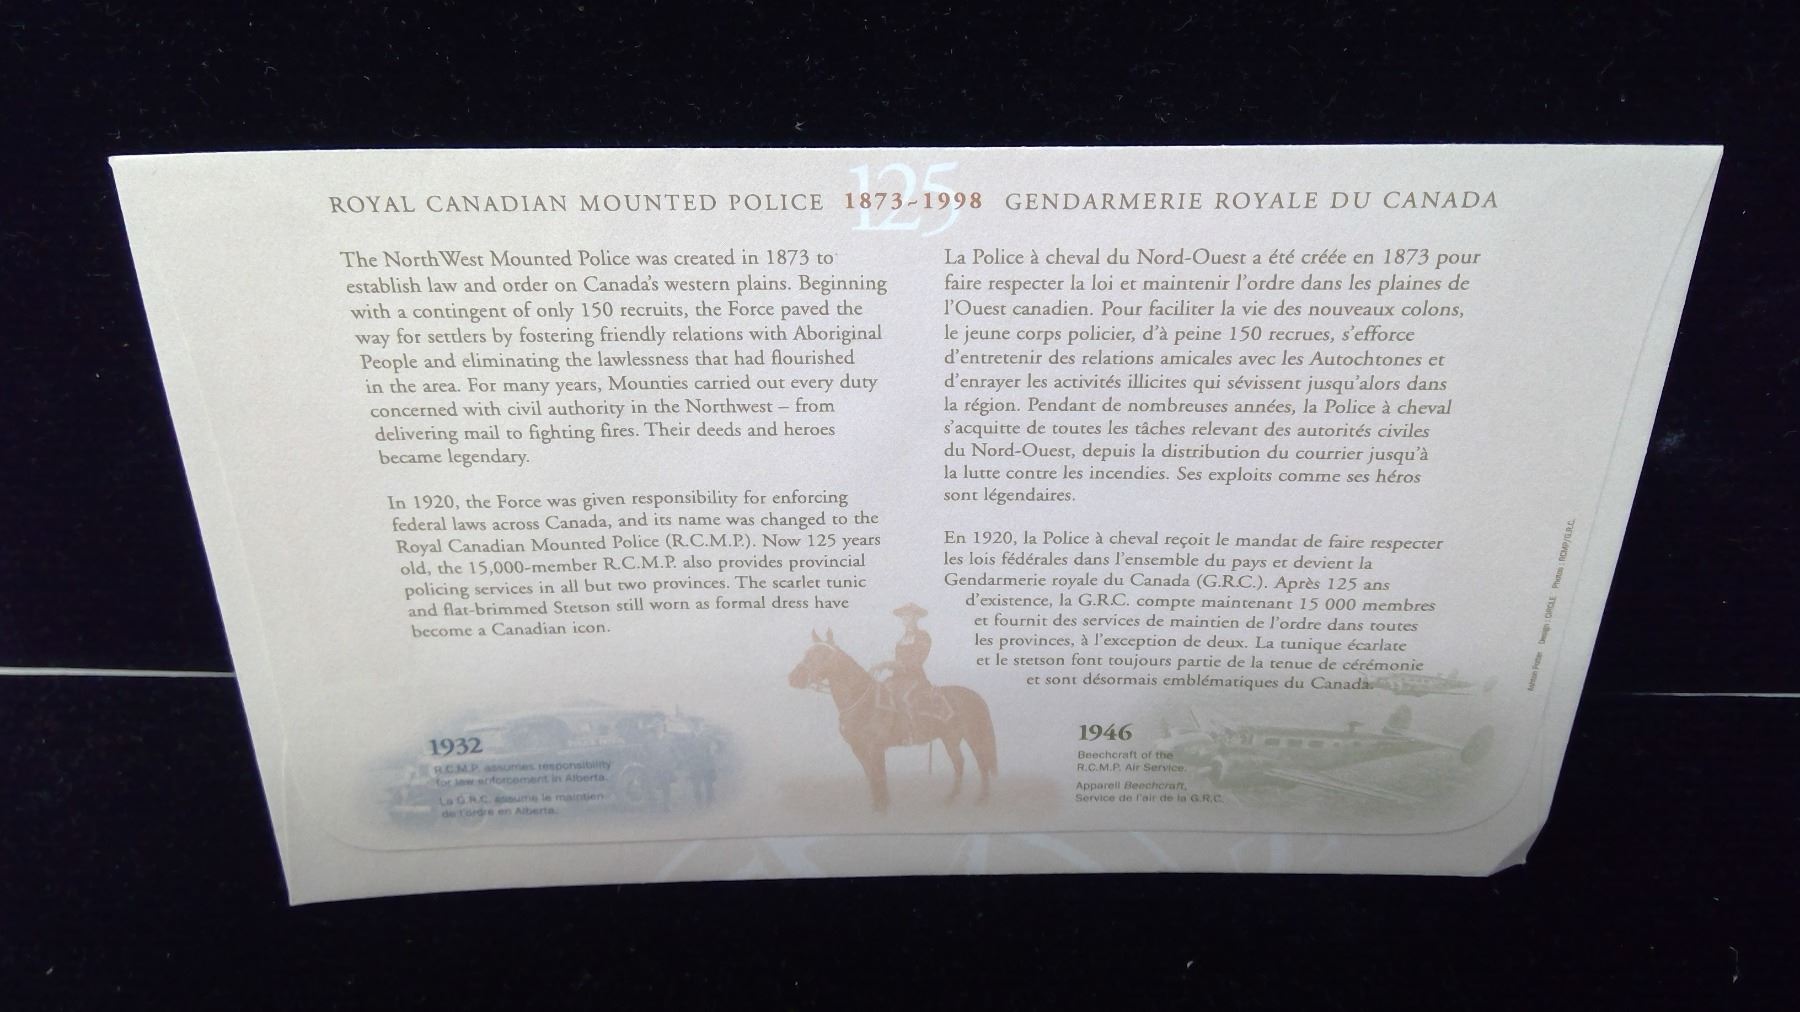 125
ROYAL CANADIAN MOUNTED POLICE 1873-1998 GENDARMERIE ROYALE DU CANADA
The North West Mounted Police was created in 1873 to
establish law and order on Canada's western plains. Beginning
with a contingent of only 150 recruits, the Force paved the
way for settlers by fostering friendly relations with Aboriginal
People and eliminating the lawlessness that had flourished
in the area. For many years, Mounties carried out every duty
concerned with civil authority in the Northwest – from
delivering mail to fighting fires. Their deeds and heroes
became legendary.
In 1920, the Force was given responsibility for enforcing
federal laws across Canada, and its name was changed to the
Royal Canadian Mounted Police (R.C.M.P.). Now 125 years
old, the 15,000-member R.C.M.P. also provides provincial
policing services in all but two provinces. The scarlet tunic
and flat-brimmed Stetson still worn as formal dress have
become a Canadian icon.
La Police à cheval du Nord-Ouest a été créée en 1873 pour
faire respecter la loi et maintenir l'ordre dans les plaines de
l'Ouest canadien. Pour faciliter la vie des nouveaux colons,
le jeune corps policier, d'à peine 150 recrues, s'efforce
d'entretenir des relations amicales avec les Autochtones et
d'enrayer les activités illicites qui sévissent jusqu'alors dans
la région. Pendant de nombreuses années, la Police à cheval
s'acquitte de toutes les tâches relevant des autorités civiles
du Nord-Ouest, depuis la distribution du courrier jusqu'à
la lutte contre les incendies. Ses exploits comme ses héros
sont légendaires.
En 1920, la Police à cheval reçoit le mandat de faire respecter
les lois fédérales dans l'ensemble du pays et devient la
Gendarmerie royale du Canada (G.R.C.). Après 125 ans
d'existence, la G.R.C. compte maintenant 15 000 membres
et fournit des services de maintien de l'ordre dans toutes
les provinces, à l'exception de deux. La tunique écarlate
et le stetson font toujours partie de la tenue de cérémonie
et sont désormais emblématiques du Canada.
1932
R.C.M.P. assumes responsibility
for law enforcement in Alberta.
La G.R.C. assume le maintien
de l'ordre en Alberta.
1946
Beechcraft of the
R.C.M.P. Air Service.
Appareil Beechcraft,
Service de l'air de la G.R.C.
Design : CIRCLE Photos : RCMP/G.R.C.